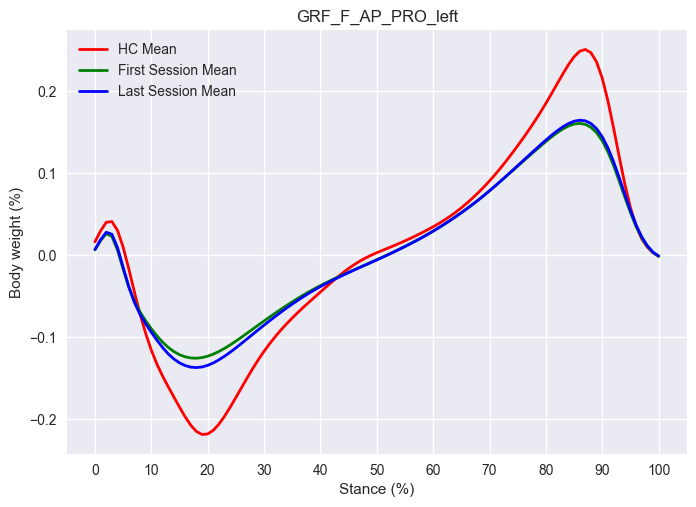 GRF_F_AP_PRO_left
HC Mean
First Session Mean
Last Session Mean
Body weight (%)
0.2
0.1
0.0
−0.1
−0.2
0 10 20 30 40 50 60 70 80 90 100
Stance (%)